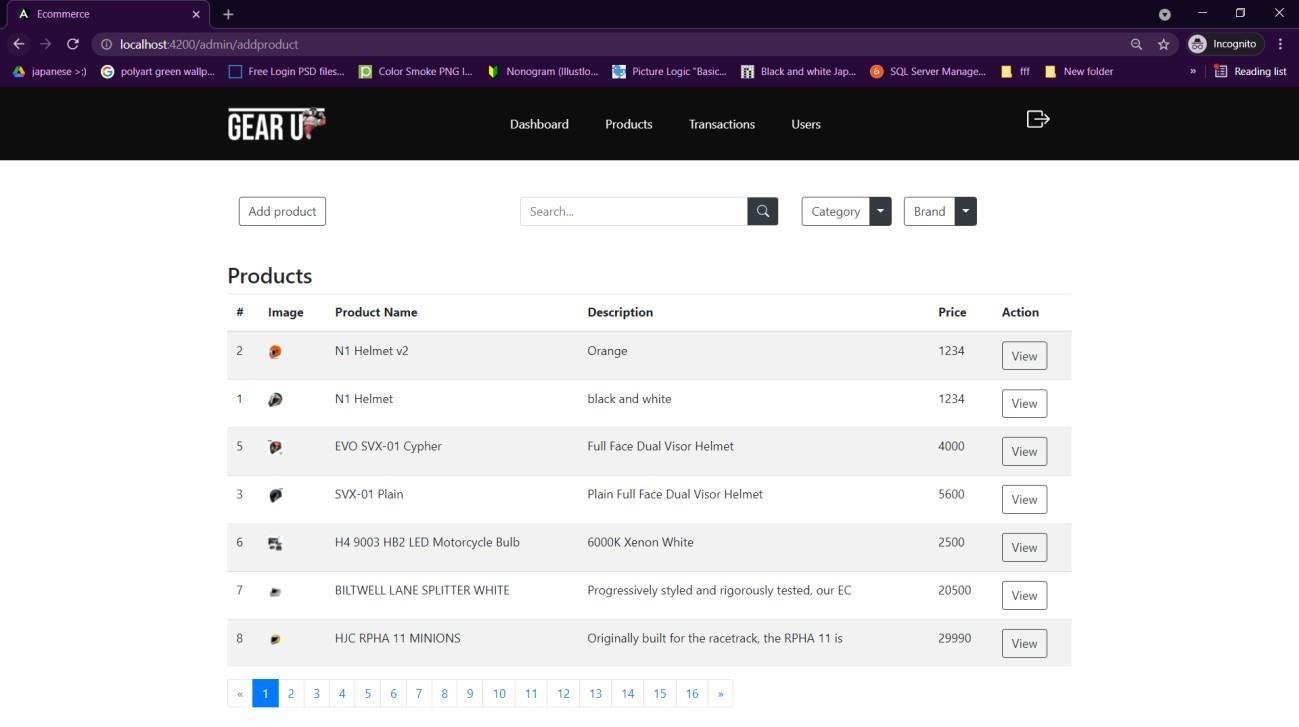 Ecommerce
localhost:4200/admin/addproduct
Incognito
japanese >:)
polyart green wallp...
Free Login PSD files...
Color Smoke PNG I...
Nonogram (Illustlo...
Picture Logic "Basic...
Black and white Jap...
SQL Server Manage...
fff
New folder
»
Reading list
GEAR UP
Dashboard
Products
Transactions
Users
Add product
Search...
Category
Brand
Products
# Image Product Name Description Price Action
2 N1 Helmet v2 Orange 1234 View
1 N1 Helmet black and white 1234 View
5 EVO SVX-01 Cypher Full Face Dual Visor Helmet 4000 View
3 SVX-01 Plain Plain Full Face Dual Visor Helmet 5600 View
6 H4 9003 HB2 LED Motorcycle Bulb 6000K Xenon White 2500 View
7 BILTWELL LANE SPLITTER WHITE Progressively styled and rigorously tested, our EC 20500 View
8 HJC RPHA 11 MINIONS Originally built for the racetrack, the RPHA 11 is 29990 View
« 1 2 3 4 5 6 7 8 9 10 11 12 13 14 15 16 »